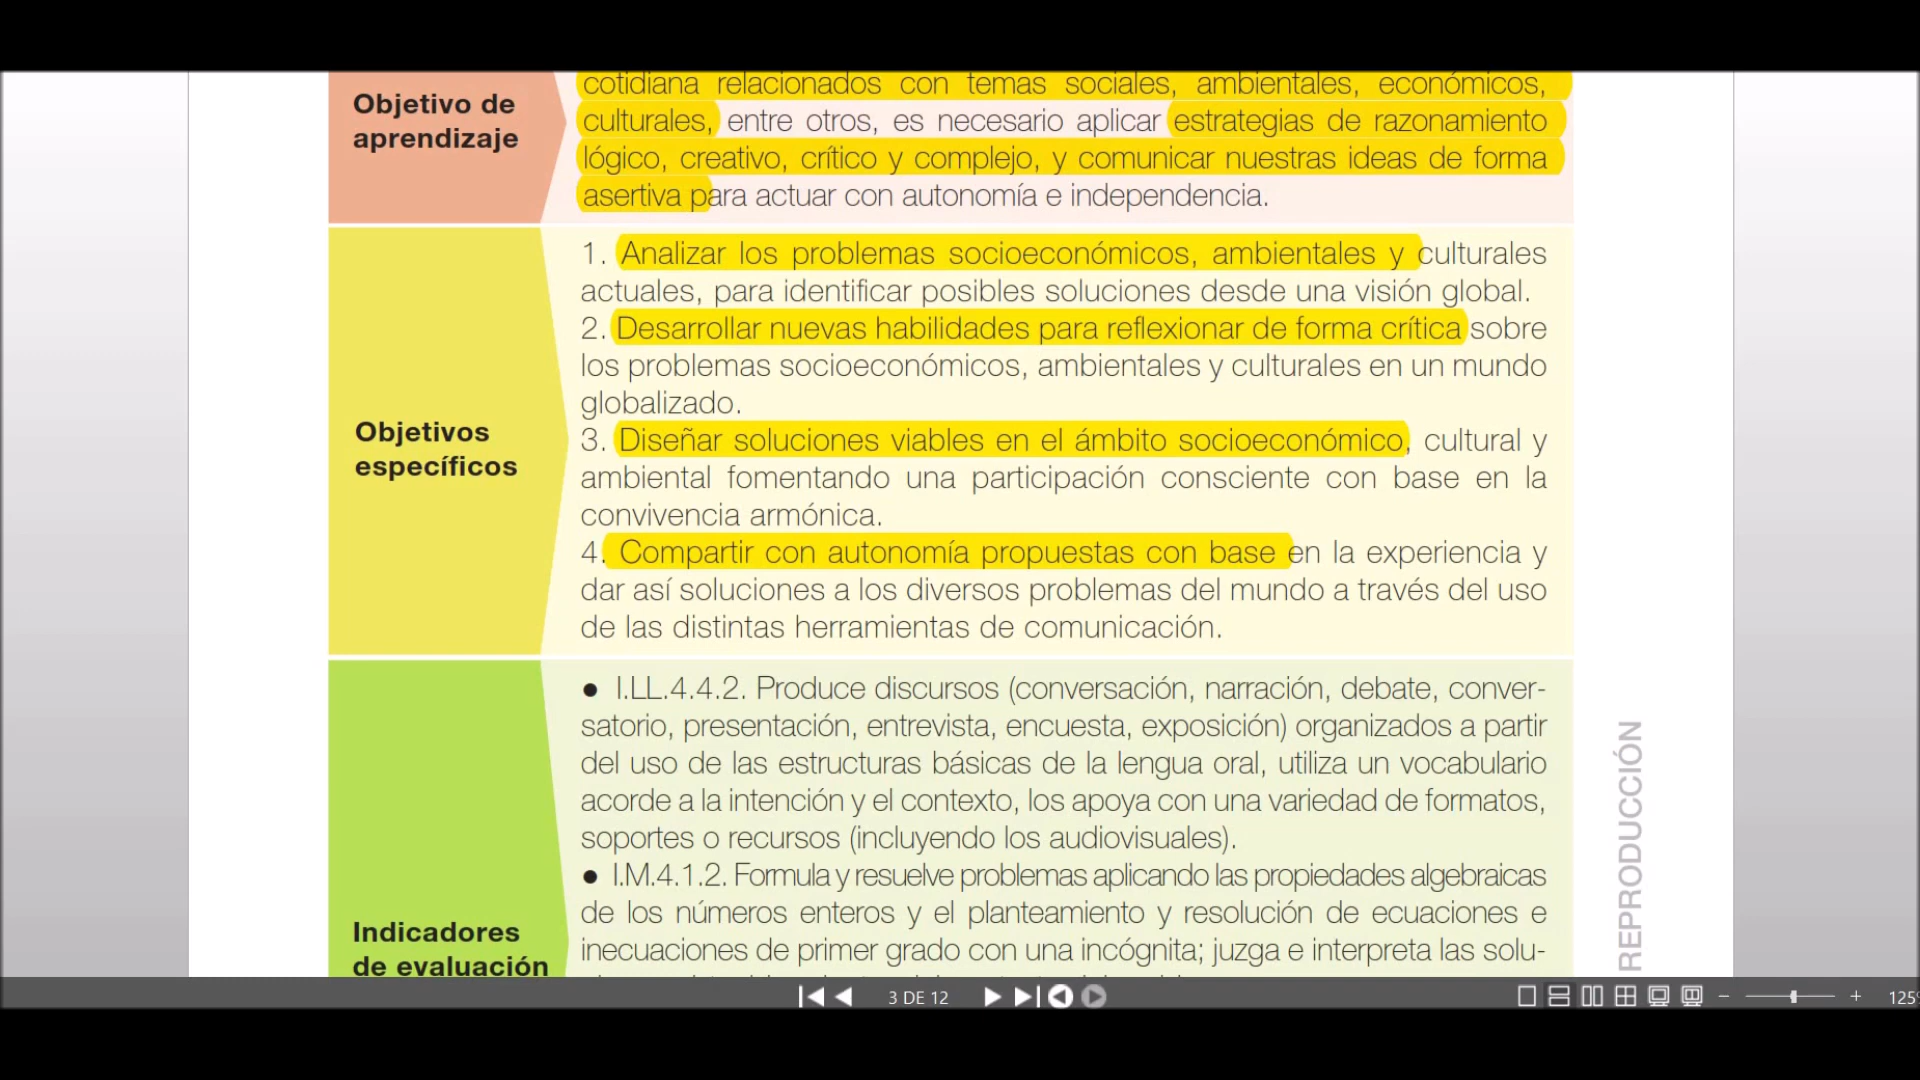 Objetivo de
aprendizaje
cotidiana relacionados con temas sociales, ambientales, económicos,
culturales, entre otros, es necesario aplicar estrategias de razonamiento
lógico, creativo, crítico y complejo, y comunicar nuestras ideas de forma
asertiva para actuar con autonomía e independencia.
Objetivos
específicos
1. Analizar los problemas socioeconómicos, ambientales y culturales
actuales, para identificar posibles soluciones desde una visión global.
2. Desarrollar nuevas habilidades para reflexionar de forma crítica sobre
los problemas socioeconómicos, ambientales y culturales en un mundo
globalizado.
3. Diseñar soluciones viables en el ámbito socioeconómico, cultural y
ambiental fomentando una participación consciente con base en la
convivencia armónica.
4. Compartir con autonomía propuestas con base en la experiencia y
dar así soluciones a los diversos problemas del mundo a través del uso
de las distintas herramientas de comunicación.
Indicadores
de evaluación
● I.LL.4.4.2. Produce discursos (conversación, narración, debate, conver-
satorio, presentación, entrevista, encuesta, exposición) organizados a partir
del uso de las estructuras básicas de la lengua oral, utiliza un vocabulario
acorde a la intención y el contexto, los apoya con una variedad de formatos,
soportes o recursos (incluyendo los audiovisuales).
● I.M.4.1.2. Formula y resuelve problemas aplicando las propiedades algebraicas
de los números enteros y el planteamiento y resolución de ecuaciones e
inecuaciones de primer grado con una incógnita; juzga e interpreta las solu-
REPRODUCCIÓN
3 DE 12
125